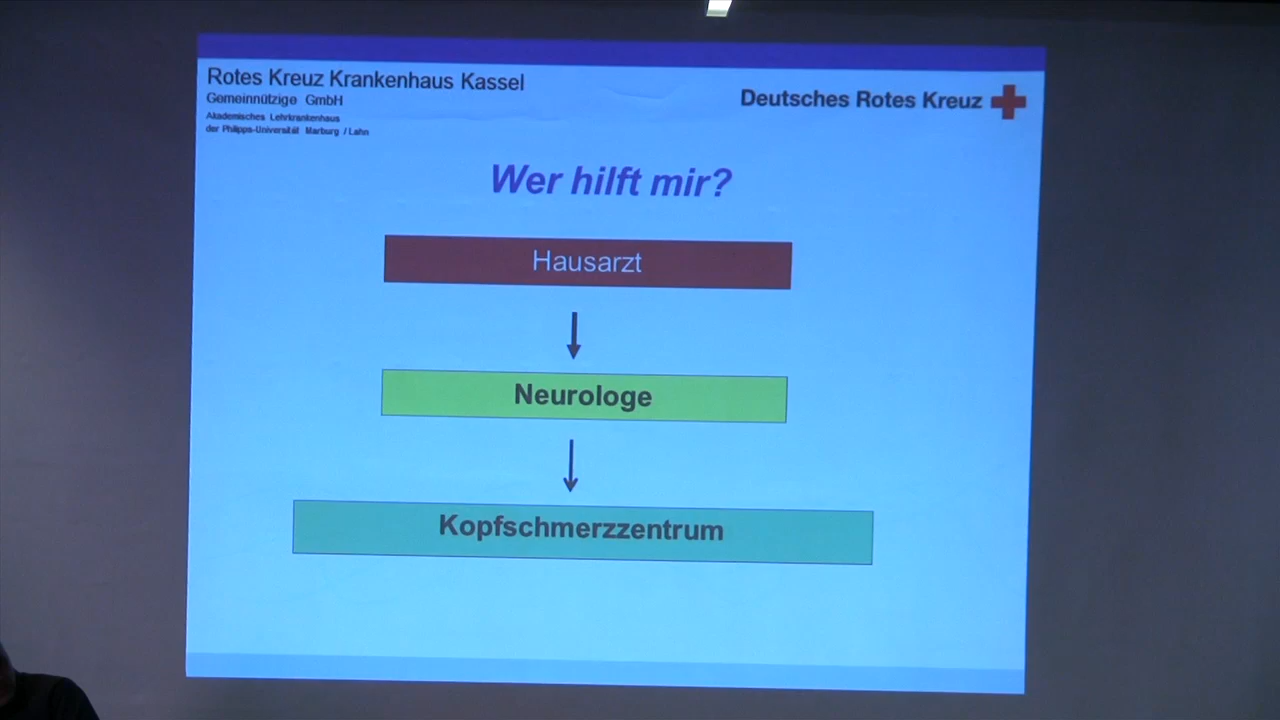 Rotes Kreuz Krankenhaus Kassel
Gemeinnützige GmbH
Akademisches Lehrkrankenhaus
der Philipps-Universität Marburg / Lahn
Deutsches Rotes Kreuz
Wer hilft mir?
Hausarzt
Neurologe
Kopfschmerzzentrum